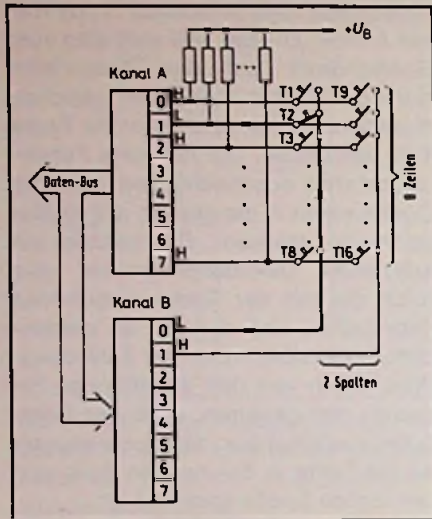 +U_B
Kanal A
H
0
T1
T9
L
1
T2
H
2
T3
3
Daten-Bus
4
5
6
H
7
T8
T16
8 Zeilen
Kanal B
L
0
H
1
2
2 Spalten
3
4
5
6
7